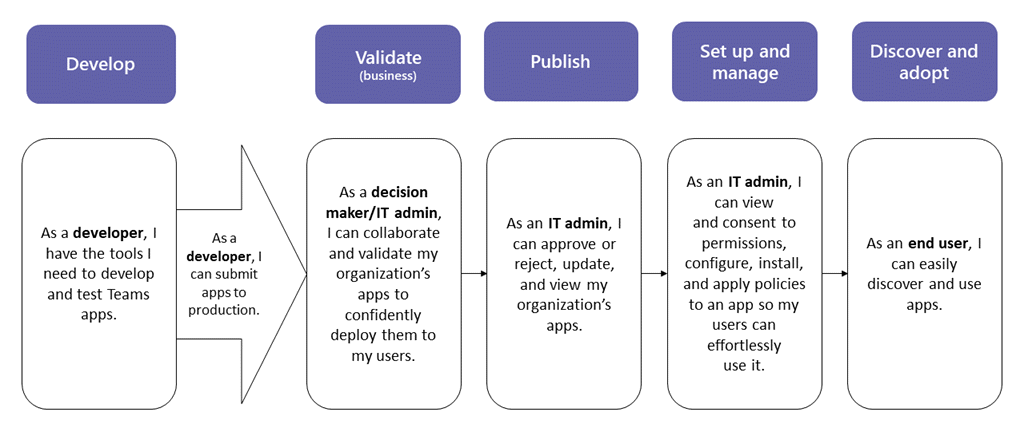 Develop
Validate
(business)
Publish
Set up and
manage
Discover and
adopt
As a developer, I
have the tools I
need to develop
and test Teams
apps.
As a
developer, I
can submit
apps to
production.
As a decision
maker/IT admin,
I can collaborate
and validate my
organization's
apps to
confidently
deploy them to
my users.
As an IT admin, I
can approve or
reject, update,
and view my
organization's
apps.
As an IT admin, I
can view
and consent to
permissions,
configure, install,
and apply policies
to an app so my
users can
effortlessly
use it.
As an end user, I
can easily
discover and use
apps.